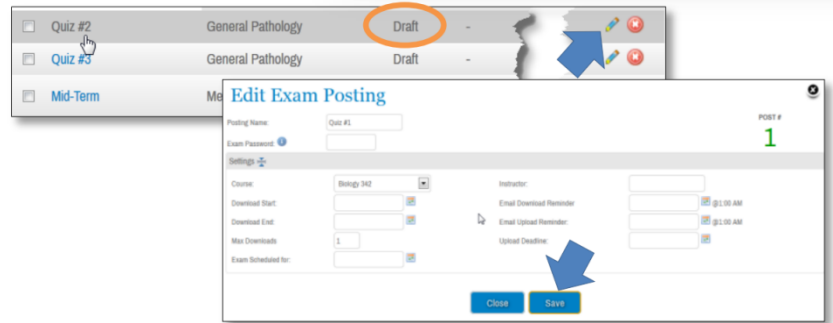 Quiz #2 General Pathology Draft -
Quiz #3 General Pathology Draft -
Mid-Term Me
Edit Exam Posting
POST #
1
Posting Name: Quiz #1
Exam Password:
Settings
Course: Biology 342 Instructor:
Download Start: Email Download Reminder @1:00 AM
Download End: Email Upload Reminder: @1:00 AM
Max Downloads 1 Upload Deadline:
Exam Scheduled for:
Close Save